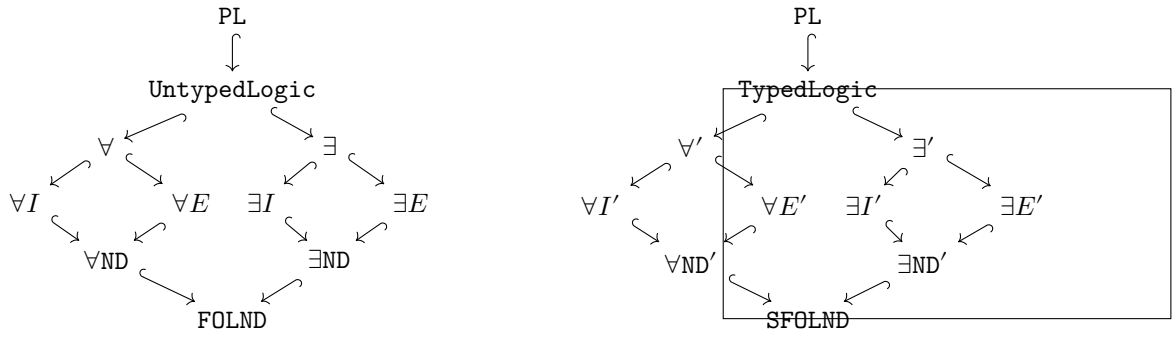 PL PL
UntypedLogic TypedLogic
∀ ∃ ∀′ ∃′
∀I ∀E ∃I ∃E ∀I′ ∀E′ ∃I′ ∃E′
∀ND ∃ND ∀ND′ ∃ND′
FOLND SFOLND